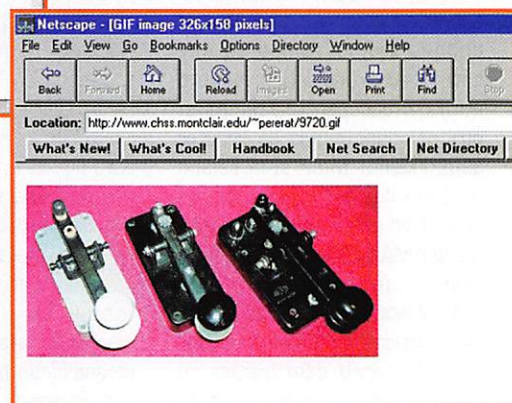 Netscape - [GIF image 326x158 pixels]
File Edit View Go Bookmarks Options Directory Window Help
Back Forward Home Reload Images Open Print Find Stop
Location: http://www.chss.montclair.edu/~pererat/9720.gif
What's New! What's Cool! Handbook Net Search Net Directory